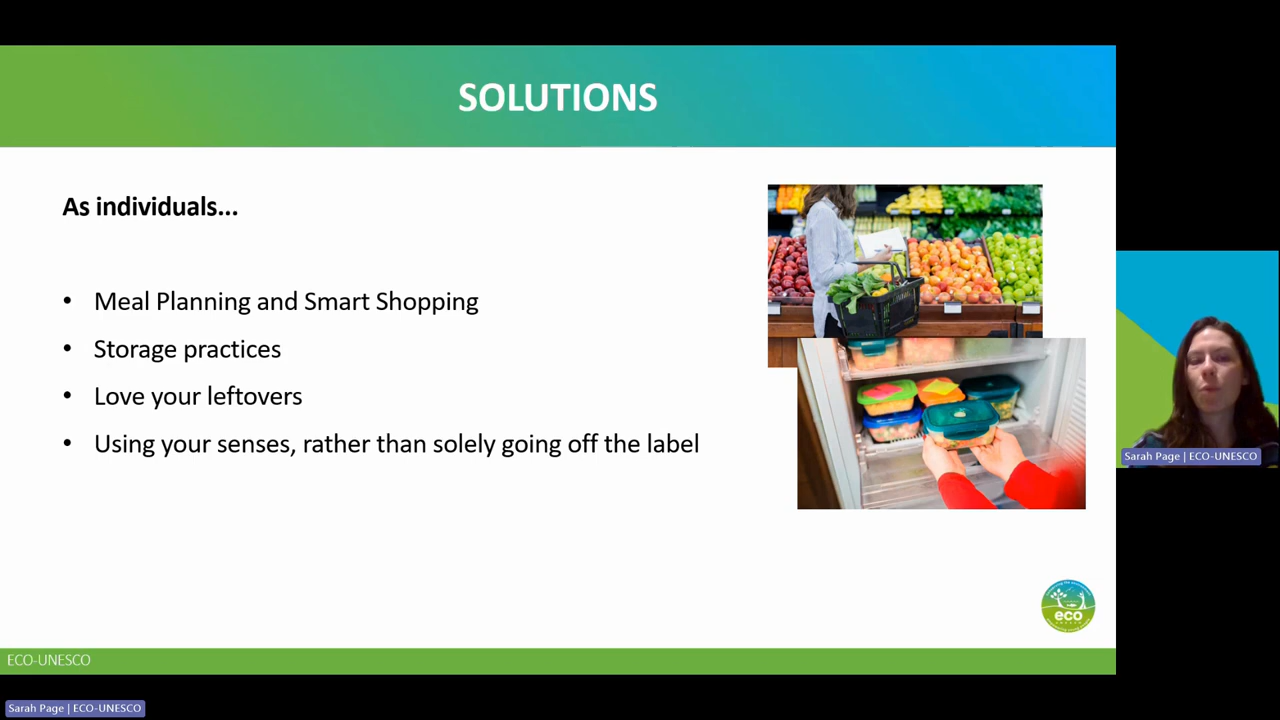 SOLUTIONS
As individuals...
• Meal Planning and Smart Shopping
• Storage practices
• Love your leftovers
• Using your senses, rather than solely going off the label
eco
ECO-UNESCO
Sarah Page | ECO-UNESCO
Sarah Page | ECO-UNESCO